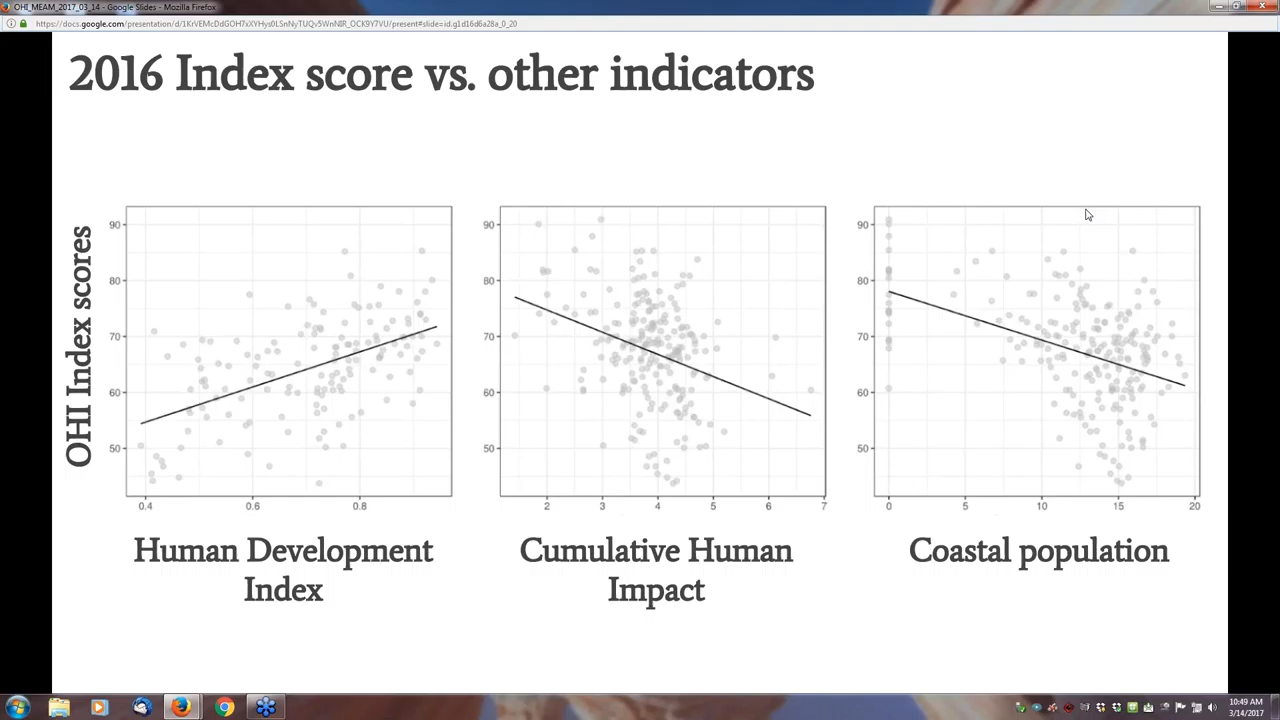 OHI_MEAM_2017_03_14 - Google Slides - Mozilla Firefox
2016 Index score vs. other indicators
OHI Index scores
90
80
70
60
50
0.4 0.6 0.8
Human Development
Index
90
80
70
60
50
2 3 4 5 6 7
Cumulative Human
Impact
90
80
70
60
50
0 5 10 15 20
Coastal population
10:49 AM
3/14/2017